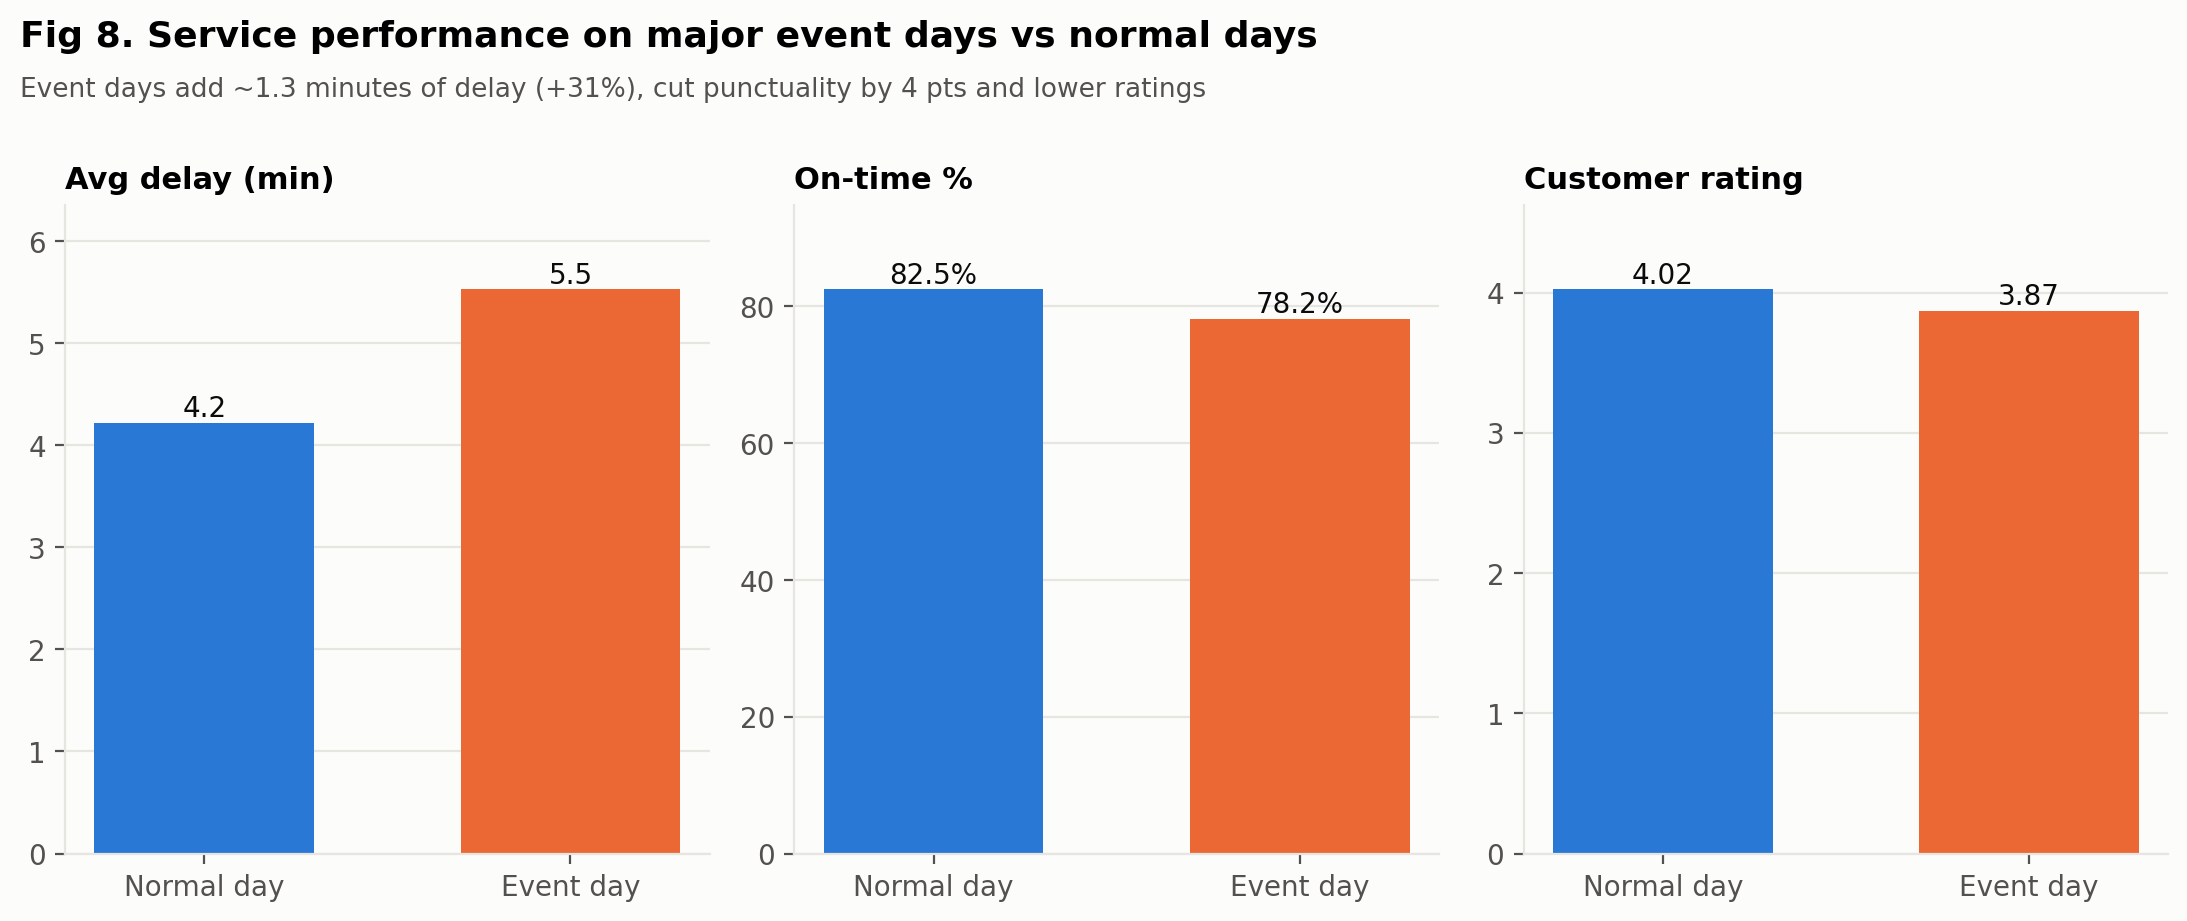 Fig 8. Service performance on major event days vs normal days
Event days add ~1.3 minutes of delay (+31%), cut punctuality by 4 pts and lower ratings
Avg delay (min)
6
5
4
3
2
1
0
4.2
5.5
Normal day
Event day
On-time %
80
60
40
20
0
82.5%
78.2%
Normal day
Event day
Customer rating
4
3
2
1
0
4.02
3.87
Normal day
Event day